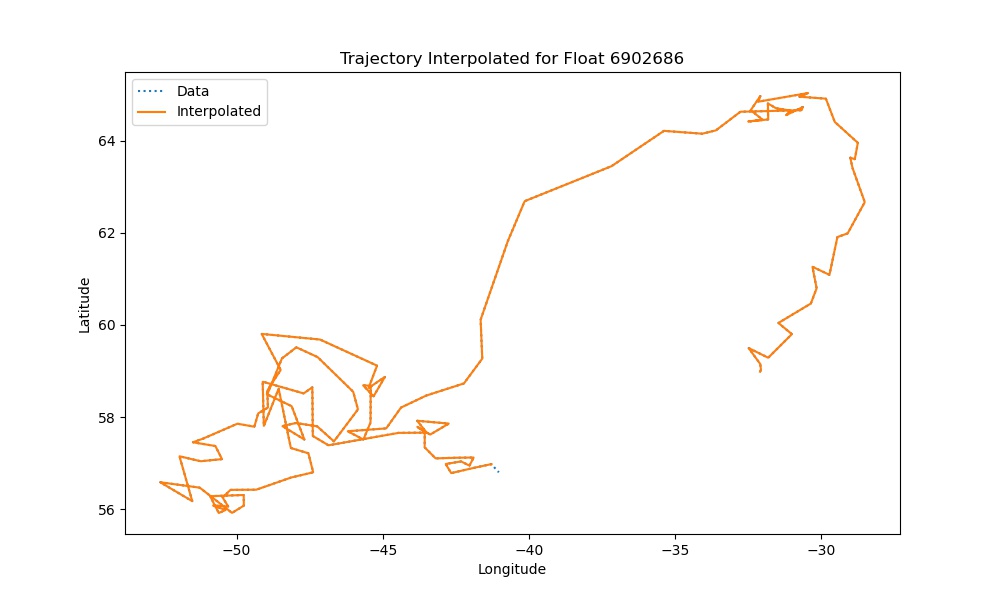 Trajectory Interpolated for Float 6902686
Data
Interpolated
64
62
60
58
56
Latitude
−50
−45
−40
−35
−30
Longitude